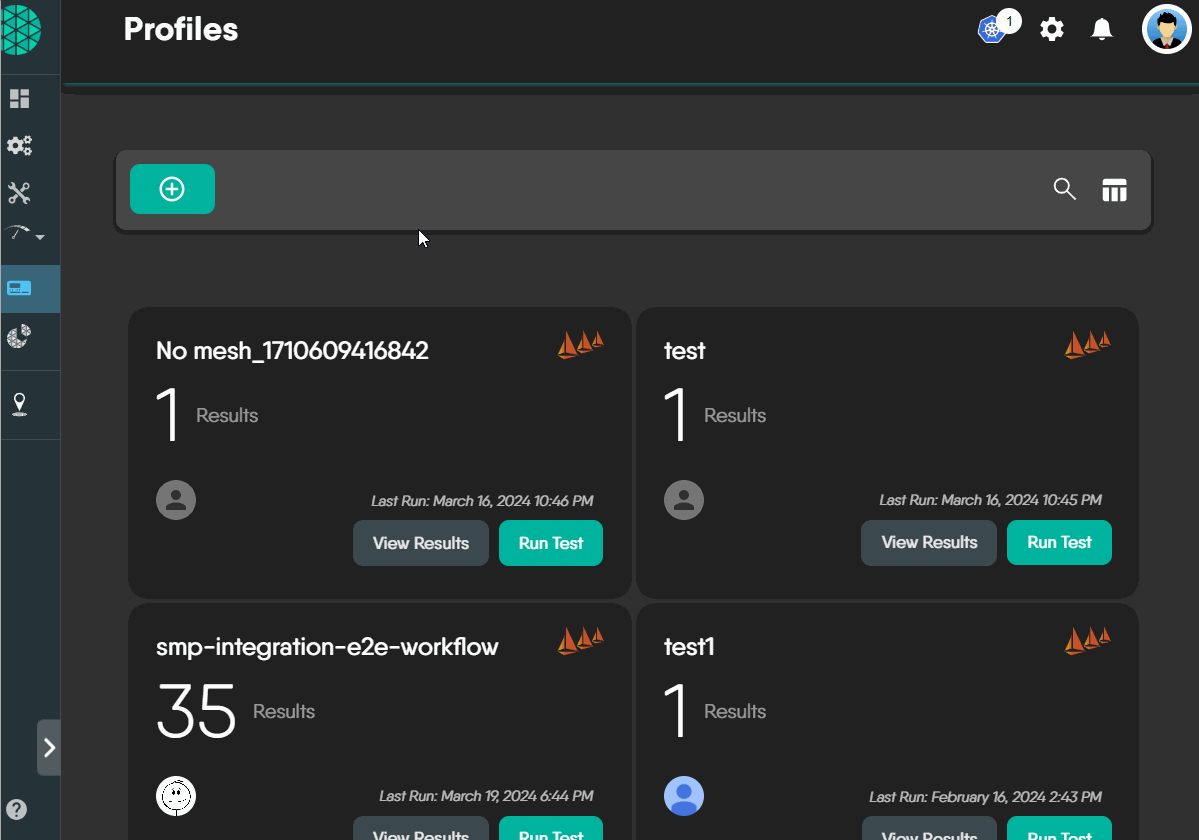 Profiles
1
No mesh_1710609416842
1 Results
Last Run: March 16, 2024 10:46 PM
View Results Run Test
test
1 Results
Last Run: March 16, 2024 10:45 PM
View Results Run Test
smp-integration-e2e-workflow
35 Results
Last Run: March 19, 2024 6:44 PM
View Results Run Test
test1
1 Results
Last Run: February 16, 2024 2:43 PM
View Results Run Test
?